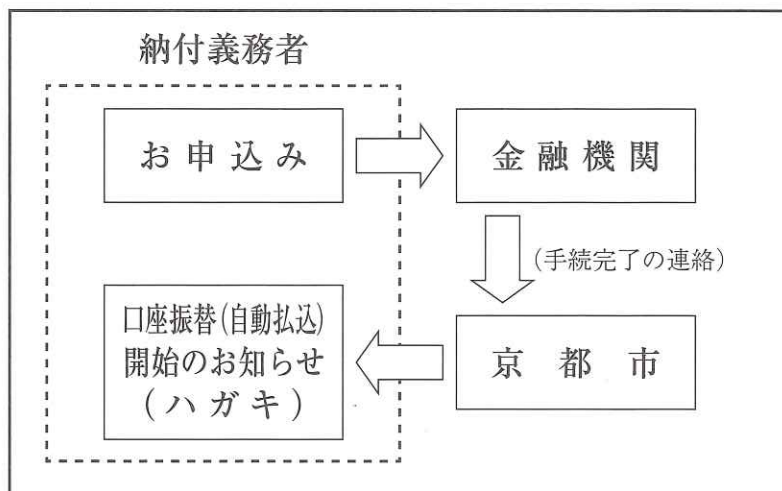 納付義務者
お申込み
金融機関
(手続完了の連絡)
口座振替(自動払込)
開始のお知らせ
(ハガキ)
京都市